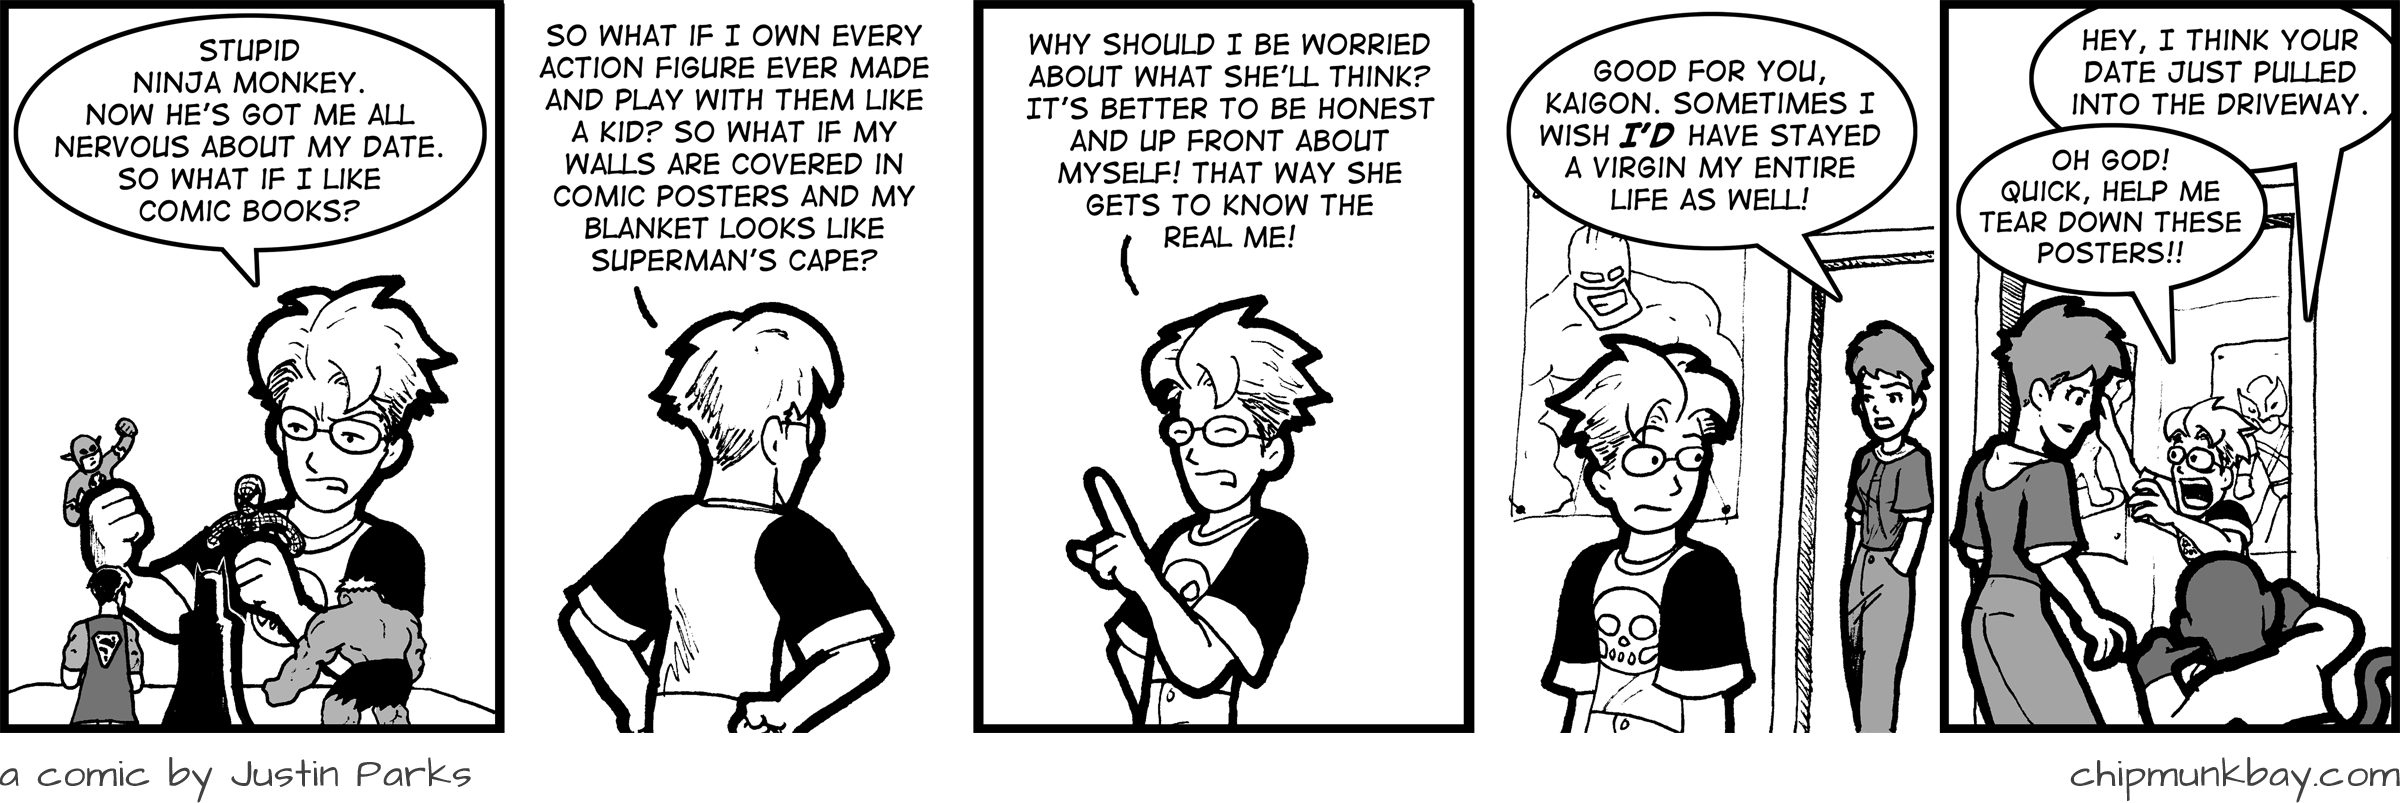 STUPID
NINJA MONKEY.
NOW HE'S GOT ME ALL
NERVOUS ABOUT MY DATE.
SO WHAT IF I LIKE
COMIC BOOKS?
SO WHAT IF I OWN EVERY
ACTION FIGURE EVER MADE
AND PLAY WITH THEM LIKE
A KID? SO WHAT IF MY
WALLS ARE COVERED IN
COMIC POSTERS AND MY
BLANKET LOOKS LIKE
SUPERMAN'S CAPE?
WHY SHOULD I BE WORRIED
ABOUT WHAT SHE'LL THINK?
IT'S BETTER TO BE HONEST
AND UP FRONT ABOUT
MYSELF! THAT WAY SHE
GETS TO KNOW THE
REAL ME!
GOOD FOR YOU,
KAIGON. SOMETIMES I
WISH I'D HAVE STAYED
A VIRGIN MY ENTIRE
LIFE AS WELL!
HEY, I THINK YOUR
DATE JUST PULLED
INTO THE DRIVEWAY.
OH GOD!
QUICK, HELP ME
TEAR DOWN THESE
POSTERS!!
a comic by Justin Parks
chipmunkbay.com